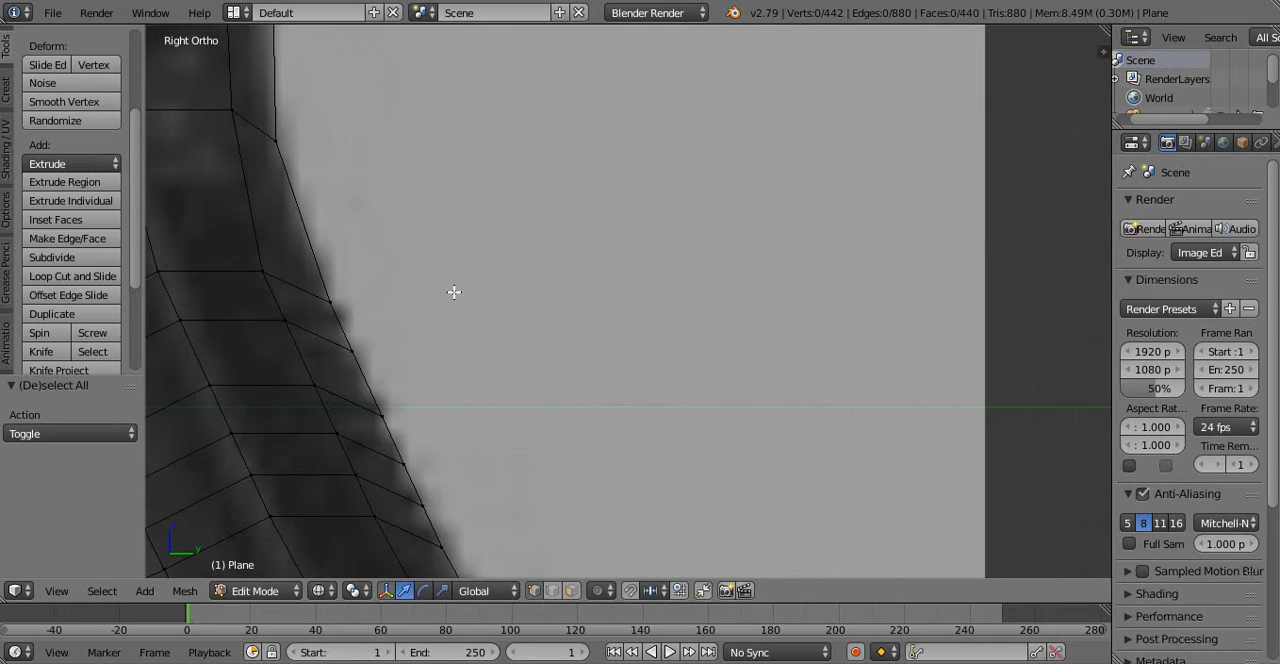 File Render Window Help Default Scene Blender Render v2.79 | Verts:0/442 | Edges:0/880 | Faces:0/440 | Tris:880 | Mem:8.49M (0.30M) | Plane
Right Ortho
Tools
Creat
Shading / UV
Options
Grease Penci
Animatio
Deform:
Slide Ed Vertex
Noise
Smooth Vertex
Randomize
Add:
Extrude
Extrude Region
Extrude Individual
Inset Faces
Make Edge/Face
Subdivide
Loop Cut and Slide
Offset Edge Slide
Duplicate
Spin Screw
Knife Select
Knife Project
(De)select All
Action
Toggle
y
(1) Plane
View Select Add Mesh Edit Mode Global
-40 -20 0 20 40 60 80 100 120 140 160 180 200 220 240 260 280
View Marker Frame Playback Start: 1 End: 250 1 No Sync
View Search All Sc
Scene
RenderLayers
World
Scene
Render
Rende Anima Audio
Display: Image Ed
Dimensions
Render Presets
Resolution: Frame Ran
1920 p Start :1
1080 p En: 250
50% Fram: 1
Aspect Rat... Frame Rate:
: 1.000 24 fps
: 1.000 Time Rem...
1
Anti-Aliasing
5 8 11 16 Mitchell-N
Full Sam 1.000 p
Sampled Motion Blur
Shading
Performance
Post Processing
Metadata